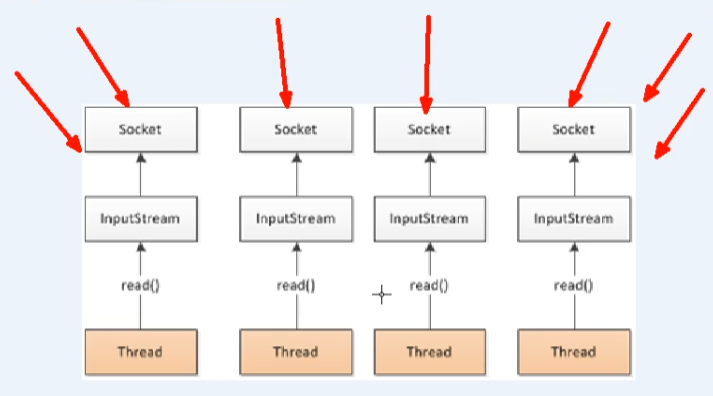 Socket Socket Socket Socket
InputStream InputStream InputStream InputStream
read() read() read() read()
Thread Thread Thread Thread